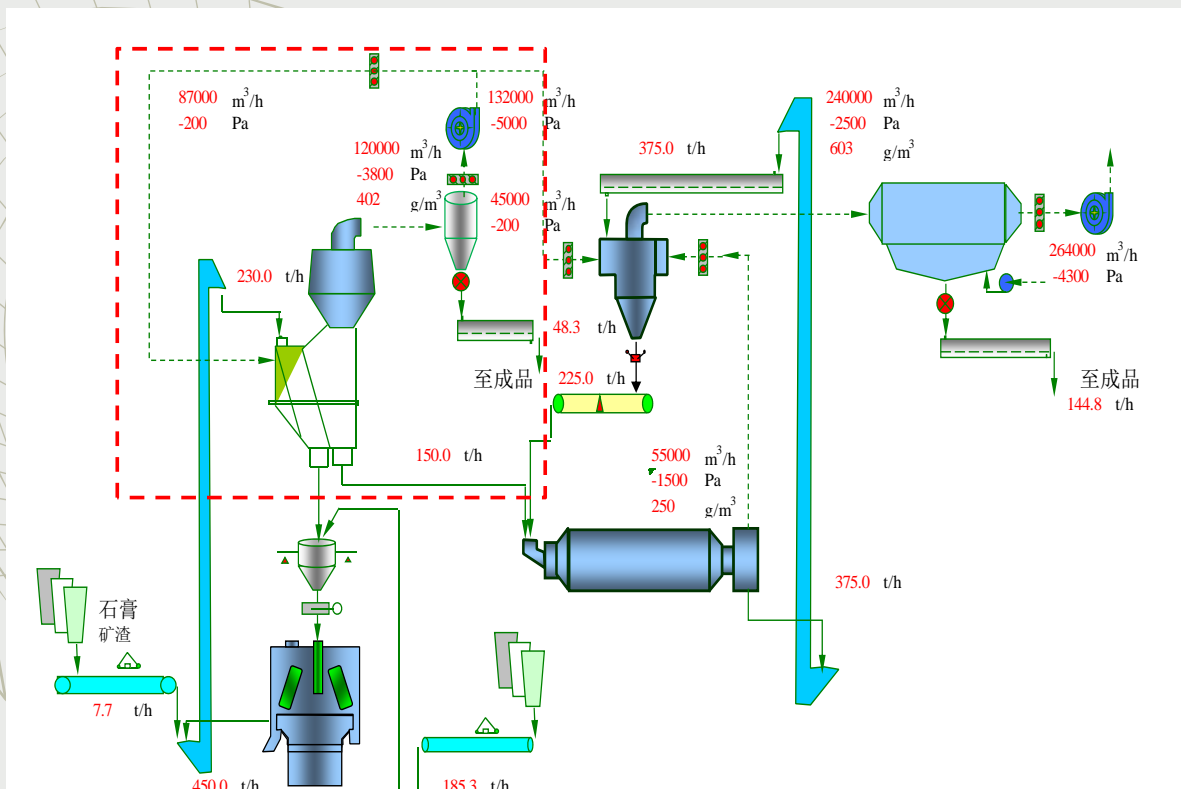 87000 m³/h
-200 Pa
132000 m³/h
-5000 Pa
120000 m³/h
-3800 Pa
402 g/m³
45000 m³/h
-200 Pa
375.0 t/h
240000 m³/h
-2500 Pa
603 g/m³
264000 m³/h
-4300 Pa
230.0 t/h
48.3 t/h
至成品
225.0 t/h
至成品
144.8 t/h
150.0 t/h
55000 m³/h
-1500 Pa
250 g/m³
375.0 t/h
石膏
矿渣
7.7 t/h
450.0 t/h
185.3 t/h